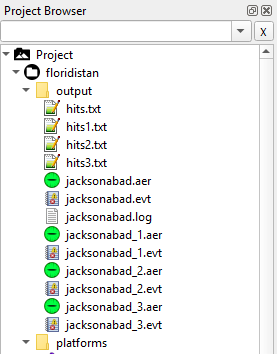 Project Browser
X
Project
floridistan
output
hits.txt
hits1.txt
hits2.txt
hits3.txt
jacksonabad.aer
jacksonabad.evt
jacksonabad.log
jacksonabad_1.aer
jacksonabad_1.evt
jacksonabad_2.aer
jacksonabad_2.evt
jacksonabad_3.aer
jacksonabad_3.evt
platforms